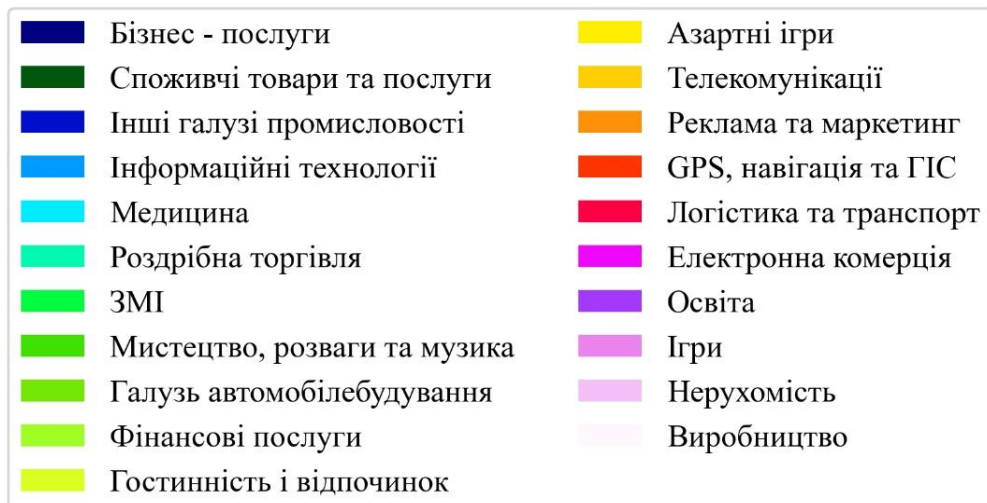 Бізнес - послуги
Споживчі товари та послуги
Інші галузі промисловості
Інформаційні технології
Медицина
Роздрібна торгівля
ЗМІ
Мистецтво, розваги та музика
Галузь автомобілебудування
Фінансові послуги
Гостинність і відпочинок
Азартні ігри
Телекомунікації
Реклама та маркетинг
GPS, навігація та ГІС
Логістика та транспорт
Електронна комерція
Освіта
Ігри
Нерухомість
Виробництво